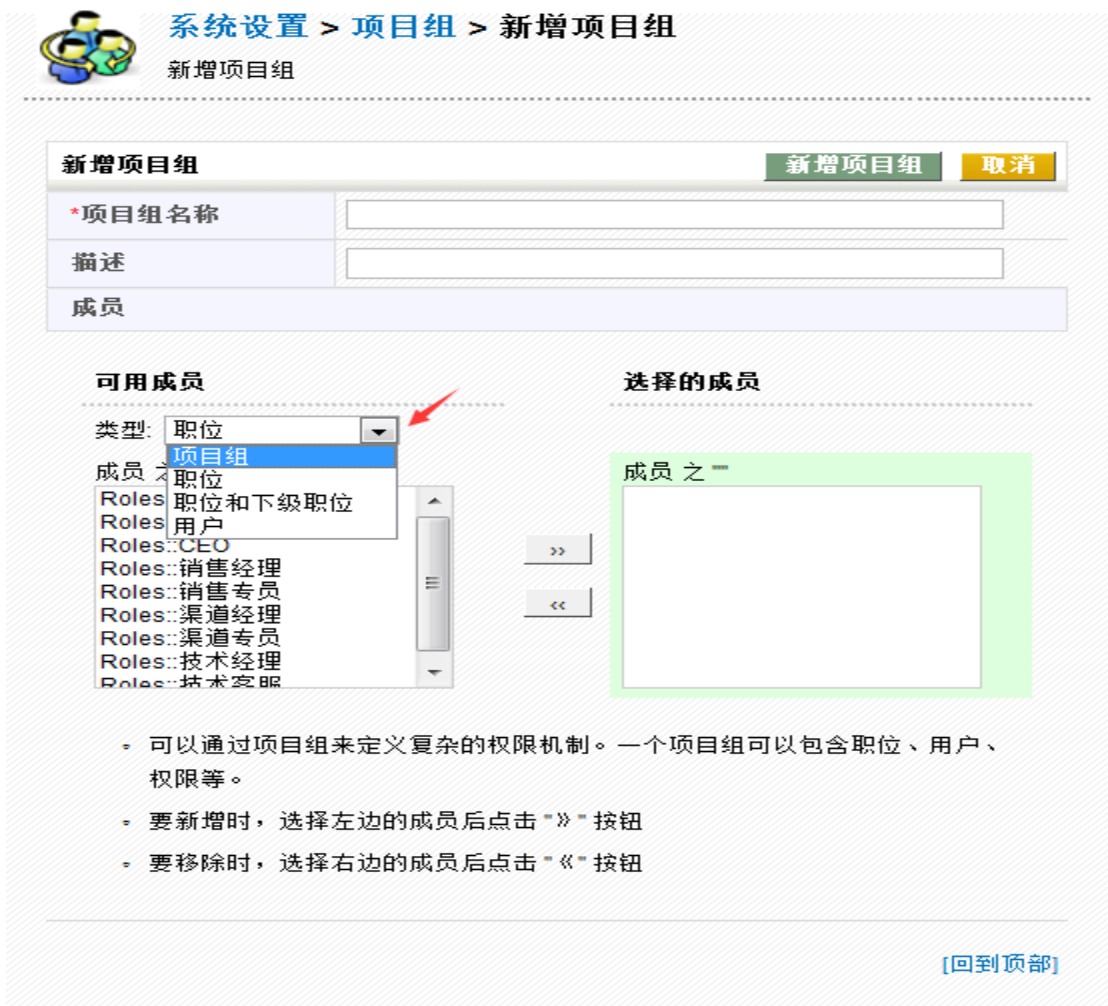 系统设置 > 项目组 > 新增项目组
新增项目组
新增项目组 新增项目组 取消
*项目组名称
描述
成员
可用成员 选择的成员
类型: 职位
项目组
职位
职位和下级职位
用户
成员 成员 之 ""
Roles
Roles
Roles::CEO
Roles::销售经理
Roles::销售专员
Roles::渠道经理
Roles::渠道专员
Roles::技术经理
Roles::技术客服
>>
<<
可以通过项目组来定义复杂的权限机制。一个项目组可以包含职位、用户、
权限等。
要新增时，选择左边的成员后点击 "》" 按钮
要移除时，选择右边的成员后点击 "《" 按钮
[回到顶部]